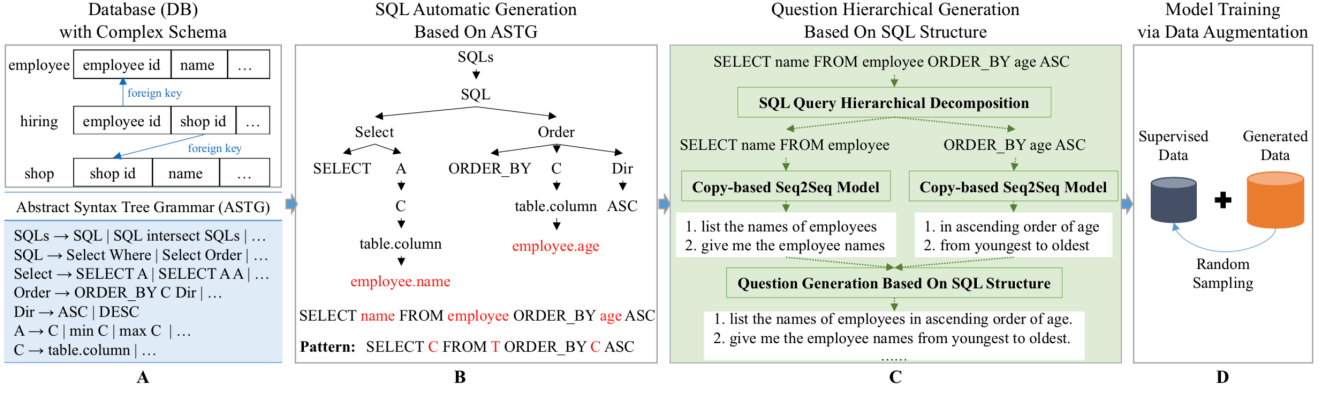 Database (DB)
with Complex Schema
employee
employee id
name
…
foreign key
hiring
employee id
shop id
…
foreign key
shop
shop id
name
…
Abstract Syntax Tree Grammar (ASTG)
SQLs → SQL | SQL intersect SQLs | …
SQL → Select Where | Select Order | …
Select → SELECT A | SELECT A A | …
Order → ORDER_BY C Dir | …
Dir → ASC | DESC
A → C | min C | max C | …
C → table.column | …
A
SQL Automatic Generation
Based On ASTG
SQLs
SQL
Select
Order
SELECT
A
ORDER_BY
C
Dir
C
table.column
ASC
table.column
employee.age
employee.name
SELECT name FROM employee ORDER_BY age ASC
Pattern: SELECT C FROM T ORDER_BY C ASC
B
Question Hierarchical Generation
Based On SQL Structure
SELECT name FROM employee ORDER_BY age ASC
SQL Query Hierarchical Decomposition
SELECT name FROM employee
ORDER_BY age ASC
Copy-based Seq2Seq Model
Copy-based Seq2Seq Model
1. list the names of employees
2. give me the employee names
1. in ascending order of age
2. from youngest to oldest
Question Generation Based On SQL Structure
1. list the names of employees in ascending order of age.
2. give me the employee names from youngest to oldest.
……
C
Model Training
via Data Augmentation
Supervised
Data
Generated
Data
+
Random
Sampling
D